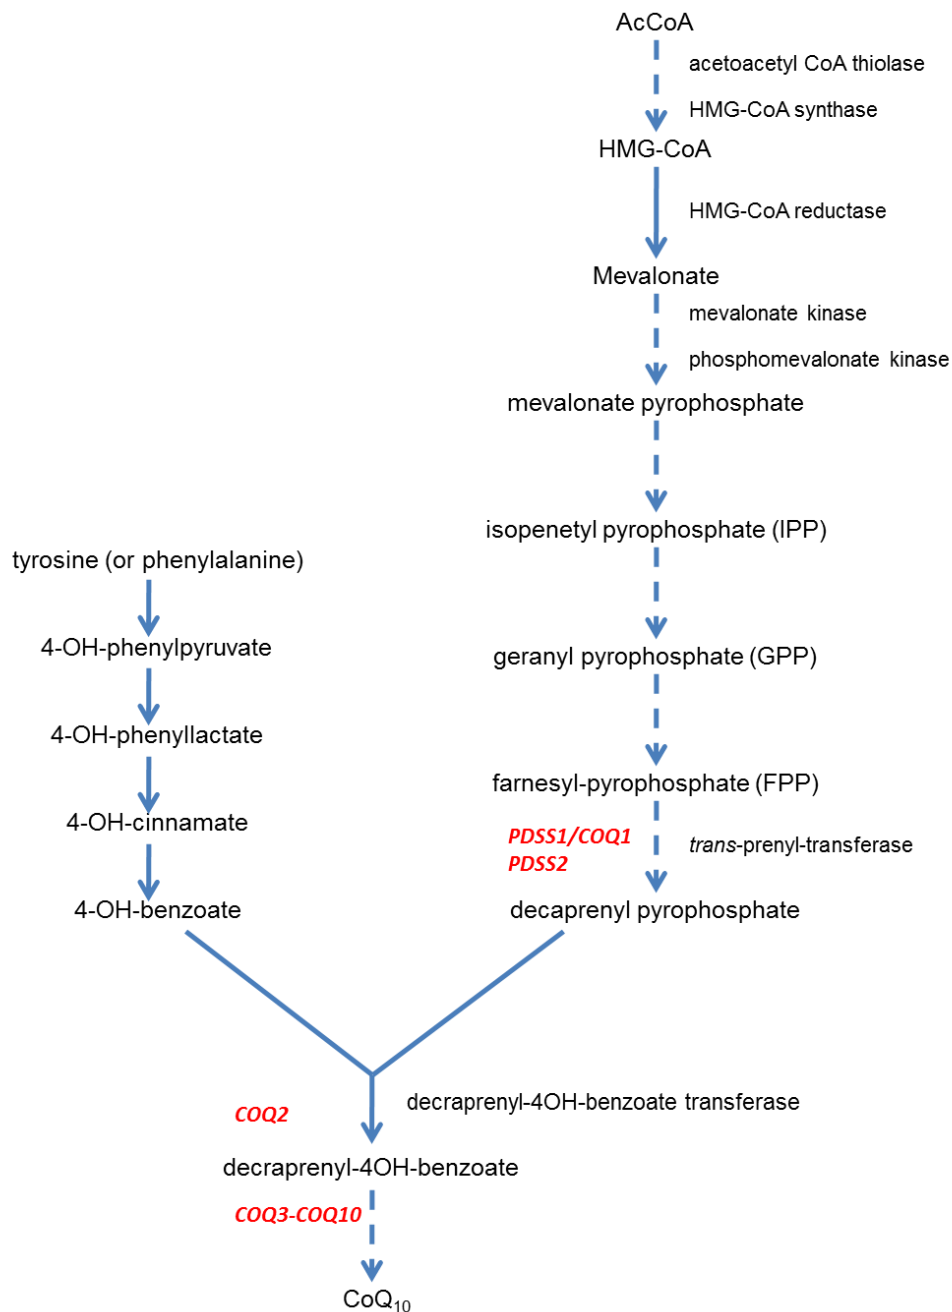 AcCoA
acetoacetyl CoA thiolase
HMG-CoA synthase
HMG-CoA
HMG-CoA reductase
Mevalonate
mevalonate kinase
phosphomevalonate kinase
mevalonate pyrophosphate
isopenetyl pyrophosphate (IPP)
tyrosine (or phenylalanine)
4-OH-phenylpyruvate
geranyl pyrophosphate (GPP)
4-OH-phenyllactate
farnesyl-pyrophosphate (FPP)
4-OH-cinnamate
PDSS1/COQ1
PDSS2
trans-prenyl-transferase
4-OH-benzoate
decaprenyl pyrophosphate
decraprenyl-4OH-benzoate transferase
COQ2
decraprenyl-4OH-benzoate
COQ3-COQ10
CoQ10